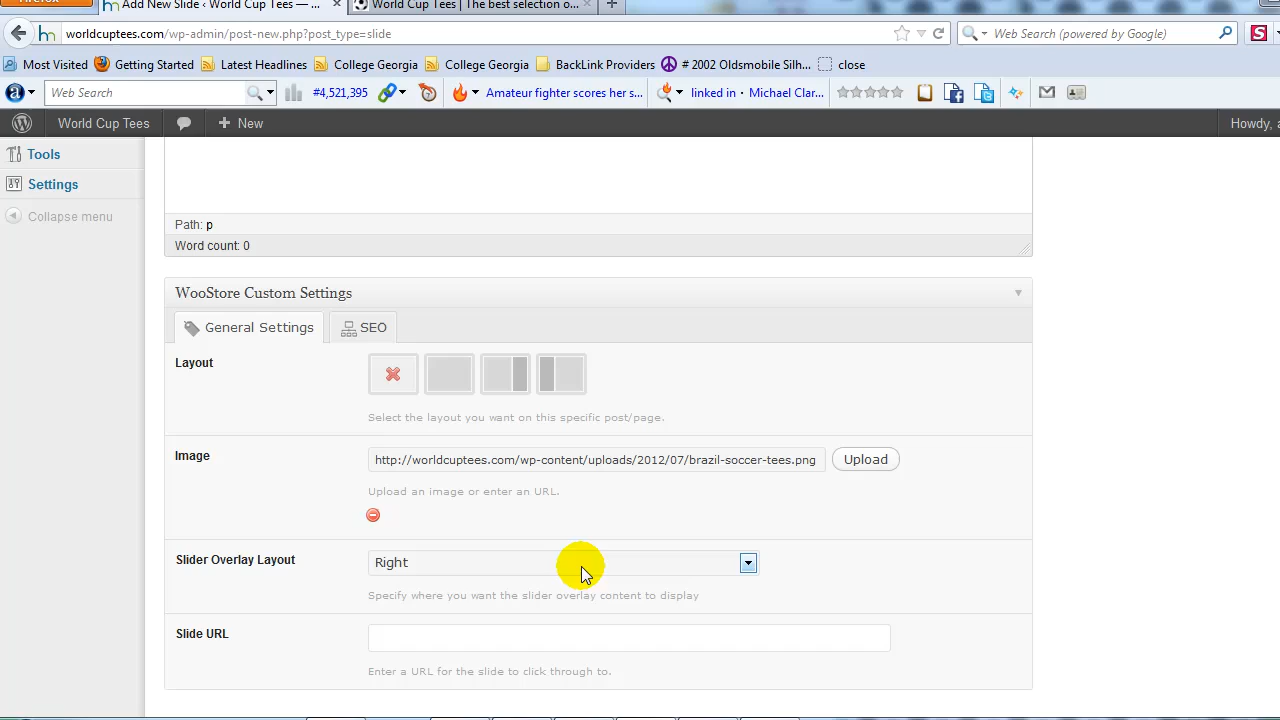 Firefox
Add New Slide ‹ World Cup Tees — ...
World Cup Tees | The best selection o...
worldcuptees.com/wp-admin/post-new.php?post_type=slide
Web Search (powered by Google)
Most Visited Getting Started Latest Headlines College Georgia College Georgia BackLink Providers # 2002 Oldsmobile Silh... close
Web Search #4,521,395 Amateur fighter scores her s... linked in - Michael Clar...
World Cup Tees + New Howdy, a
Tools
Settings
Collapse menu
Path: p
Word count: 0
WooStore Custom Settings
General Settings SEO
Layout
Select the layout you want on this specific post/page.
Image http://worldcuptees.com/wp-content/uploads/2012/07/brazil-soccer-tees.png Upload
Upload an image or enter an URL.
Slider Overlay Layout Right
Specify where you want the slider overlay content to display
Slide URL
Enter a URL for the slide to click through to.